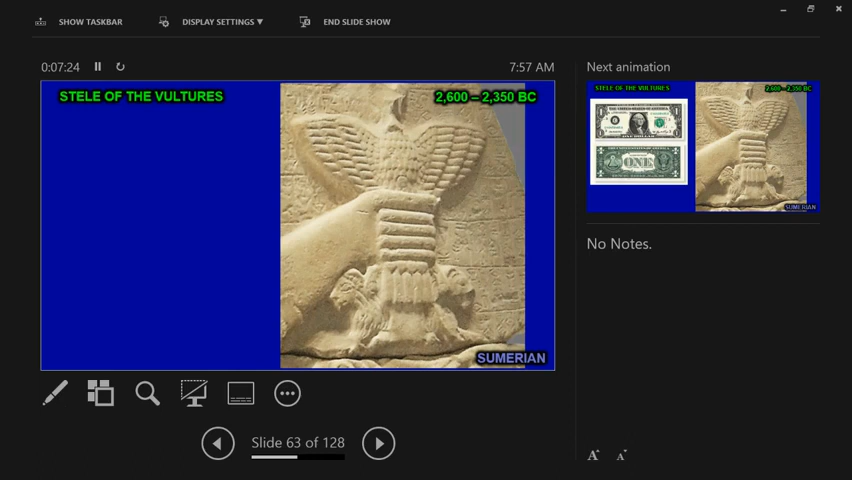 SHOW TASKBAR
DISPLAY SETTINGS ▼
END SLIDE SHOW
0:07:24
7:57 AM
Next animation
STELE OF THE VULTURES
2,600 – 2,350 BC
SUMERIAN
STELE OF THE VULTURES
2,600 – 2,350 BC
ONE
SUMERIAN
No Notes.
Slide 63 of 128
A
A